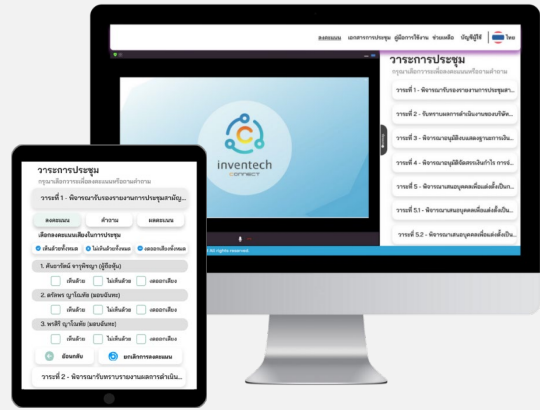 ลงคะแนน เอกสารการประชุม คู่มือการใช้งาน ช่วยเหลือ บัญชีผู้ใช้ ไทย
inventech
CONNECT
All rights reserved.
วาระการประชุม
กรุณาเลือกวาระเพื่อลงคะแนนหรือถามคำถาม
วาระที่ 1 - พิจารณารับรองรายงานการประชุมสา...
วาระที่ 2 - รับทราบผลการดำเนินงานของบริษัท...
วาระที่ 3 - พิจารณาอนุมัติงบแสดงฐานะการเงิน...
วาระที่ 4 - พิจารณาอนุมัติจัดสรรเงินกำไร การจ่...
วาระที่ 5 - พิจารณาเสนอบุคคลเพื่อแต่งตั้งเป็นก...
วาระที่ 5.1 - พิจารณาเสนอบุคคลเพื่อแต่งตั้งเป็น...
วาระที่ 5.2 - พิจารณาเสนอบุคคลเพื่อแต่งตั้งเป็น...
วาระการประชุม
กรุณาเลือกวาระเพื่อลงคะแนนหรือถามคำถาม
วาระที่ 1 - พิจารณารับรองรายงานการประชุมสามัญ...
ลงคะแนน คำถาม ผลคะแนน
เลือกลงคะแนนเสียงในการประชุม
เห็นด้วยทั้งหมด ไม่เห็นด้วยทั้งหมด งดออกเสียงทั้งหมด
1. คันธารัตน์ จารุพิชญา (ผู้ถือหุ้น)
เห็นด้วย ไม่เห็นด้วย งดออกเสียง
2. ดรัลพร ญาโณทัย (มอบฉันทะ)
เห็นด้วย ไม่เห็นด้วย งดออกเสียง
3. พรสิริ ญาโณทัย (มอบฉันทะ)
เห็นด้วย ไม่เห็นด้วย งดออกเสียง
ย้อนกลับ ยกเลิกการลงคะแนน
วาระที่ 2 - พิจารณารับทราบรายงานผลการดำเนิน...